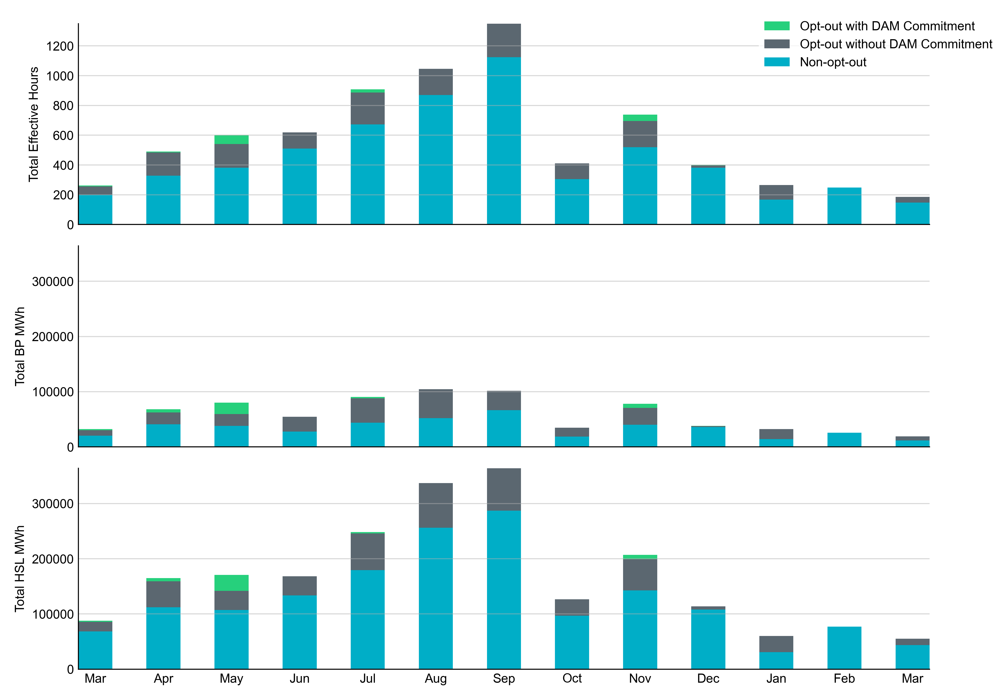 Opt-out with DAM Commitment
Opt-out without DAM Commitment
Non-opt-out
Total Effective Hours
1200
1000
800
600
400
200
0
Total BP MWh
300000
200000
100000
0
Total HSL MWh
300000
200000
100000
0
Mar Apr May Jun Jul Aug Sep Oct Nov Dec Jan Feb Mar